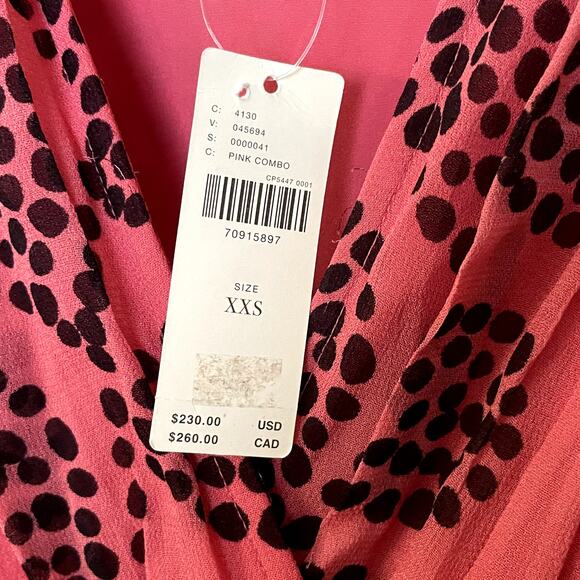 C: 4130
V: 045694
S: 0000041
C: PINK COMBO
CP5447 0001
70915897
SIZE
XXS
$230.00 USD
$260.00 CAD